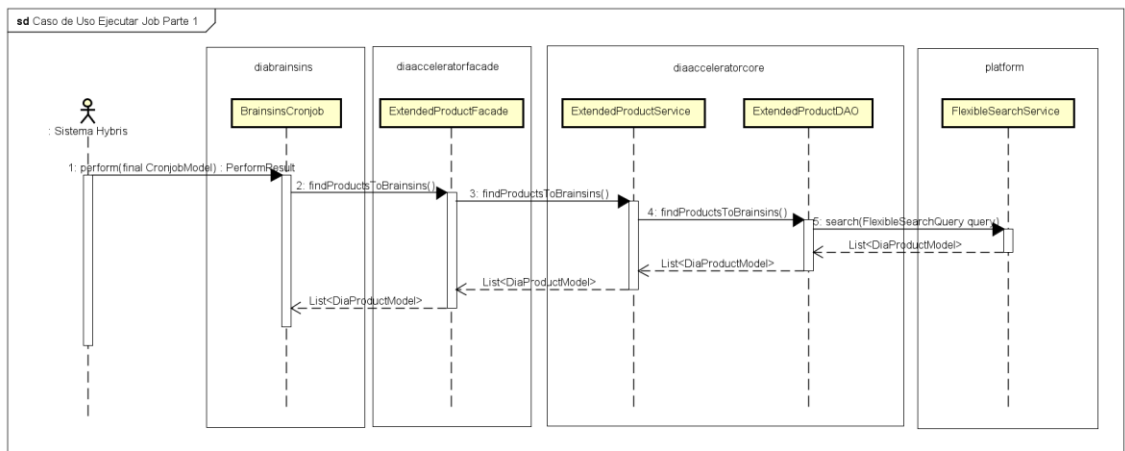 sd Caso de Uso Ejecutar Job Parte 1
diabrainsins
diaacceleratorfacade
diaacceleratorcore
platform
BrainsinsCronjob
ExtendedProductFacade
ExtendedProductService
ExtendedProductDAO
FlexibleSearchService
: Sistema Hybris
1: perform(final CronjobModel) : PerformResult
2: findProductsToBrainsins()
3: findProductsToBrainsins()
4: findProductsToBrainsins()
5: search(FlexibleSearchQuery query)
List<DiaProductModel>
List<DiaProductModel>
List<DiaProductModel>
List<DiaProductModel>